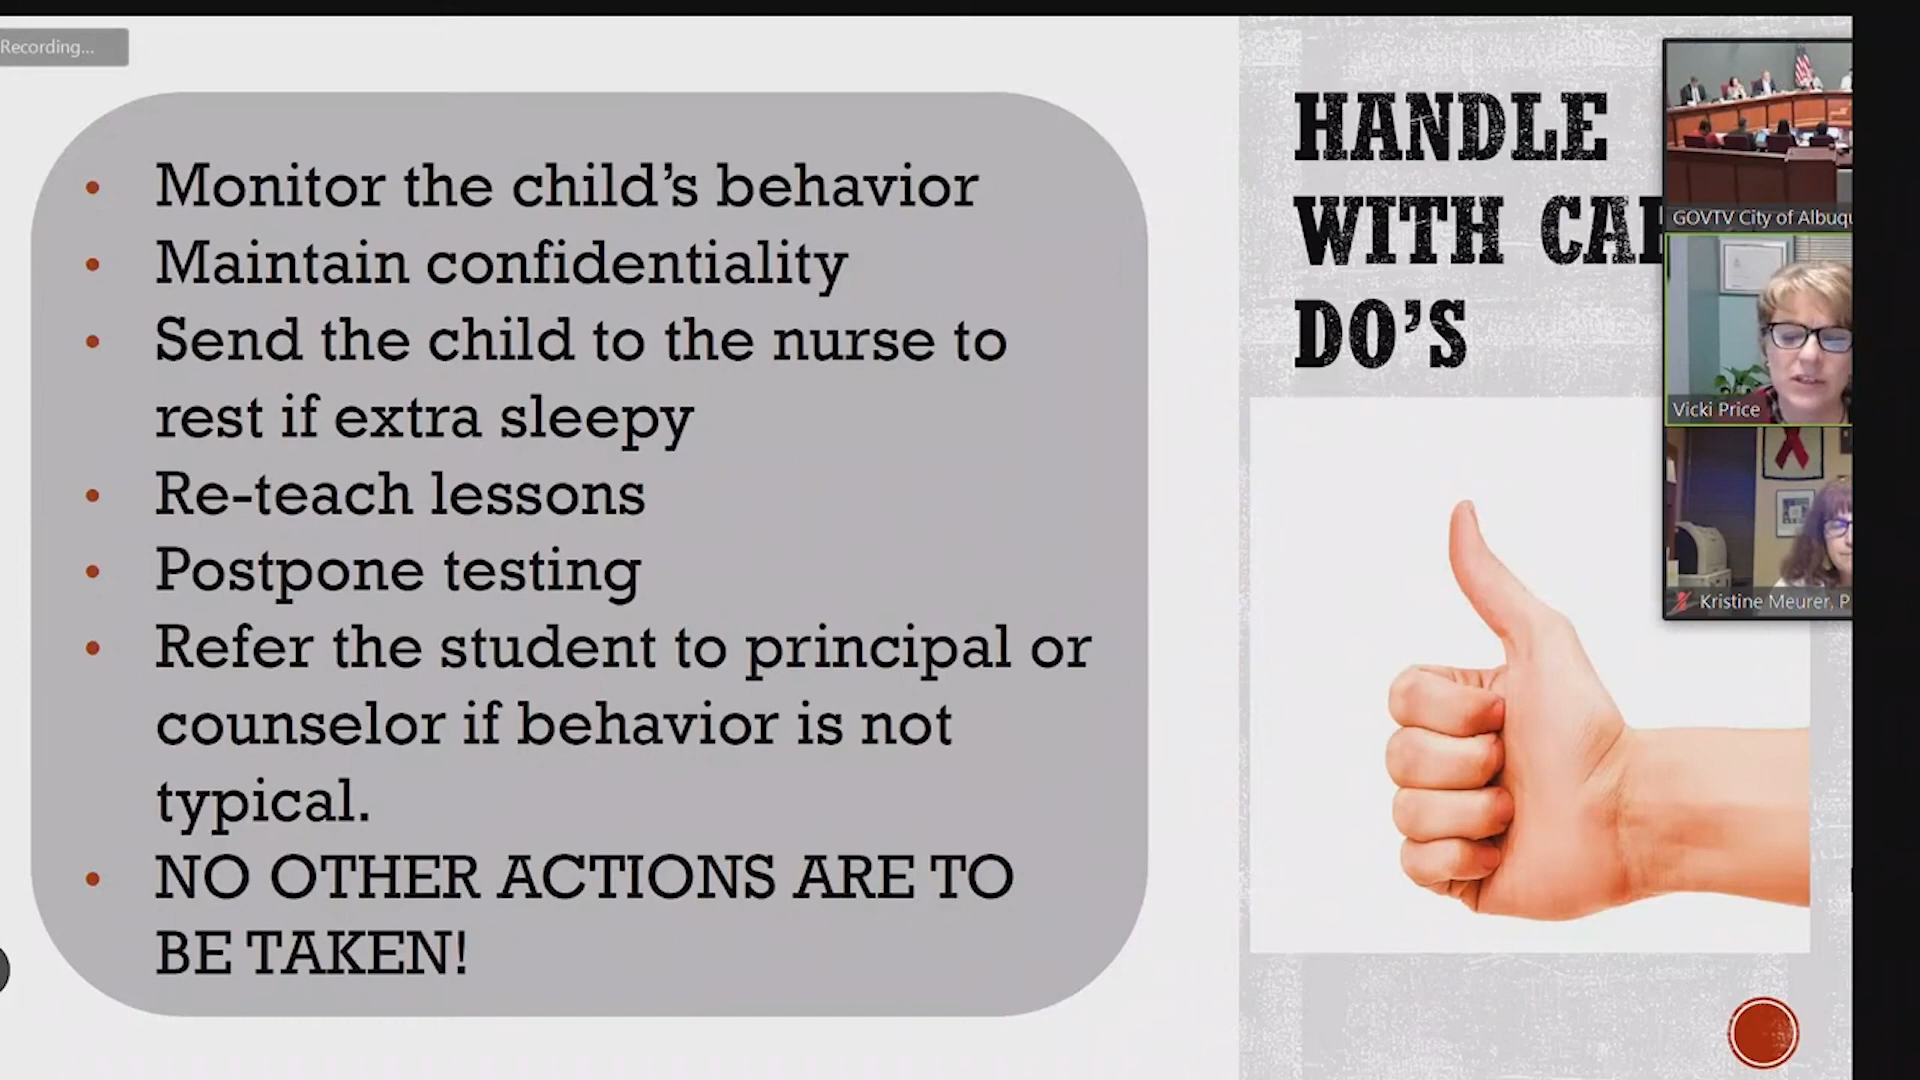 Recording...
Monitor the child's behavior
Maintain confidentiality
Send the child to the nurse to
rest if extra sleepy
Re-teach lessons
Postpone testing
Refer the student to principal or
counselor if behavior is not
typical.
NO OTHER ACTIONS ARE TO
BE TAKEN!
HANDLE
WITH
DO'S
GOVTV City of Albuqu
Vicki Price
Kristine Meurer, P